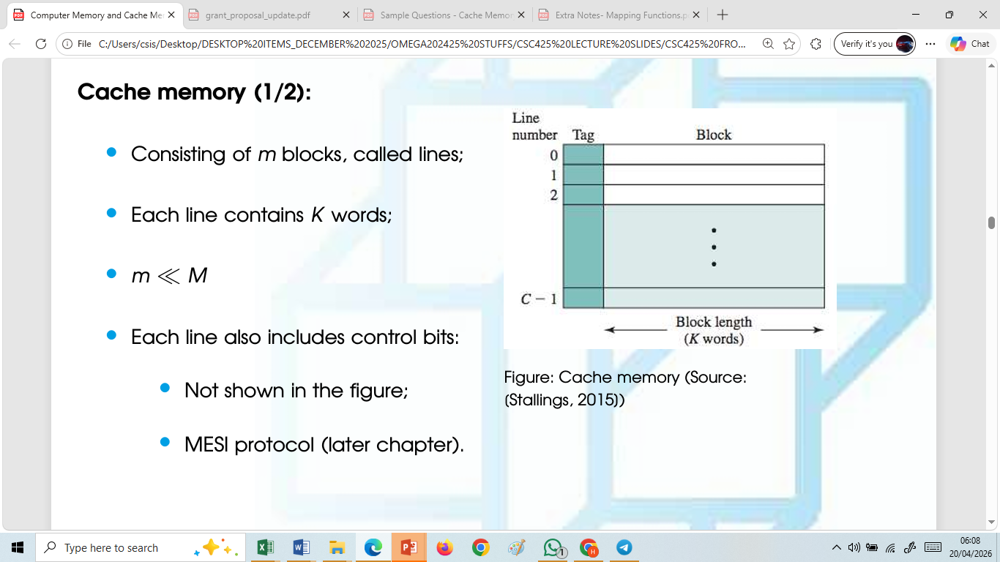 Computer Memory and Cache Me
grant_proposal_update.pdf
Sample Questions - Cache Memor
Extra Notes- Mapping Functions.p
File
C:/Users/csis/Desktop/DESKTOP%20ITEMS_DECEMBER%202025/OMEGA202425%20STUFFS/CSC425%20LECTURE%20SLIDES/CSC425%20FRO...
Verify it's you
Chat
Cache memory (1/2):
Consisting of m blocks, called lines;
Each line contains K words;
m ≪ M
Each line also includes control bits:
Not shown in the figure;
MESI protocol (later chapter).
Line
number Tag Block
0
1
2
C − 1
Block length
(K words)
Figure: Cache memory (Source:
(Stallings, 2015))
Type here to search
1
H
06:08
20/04/2026